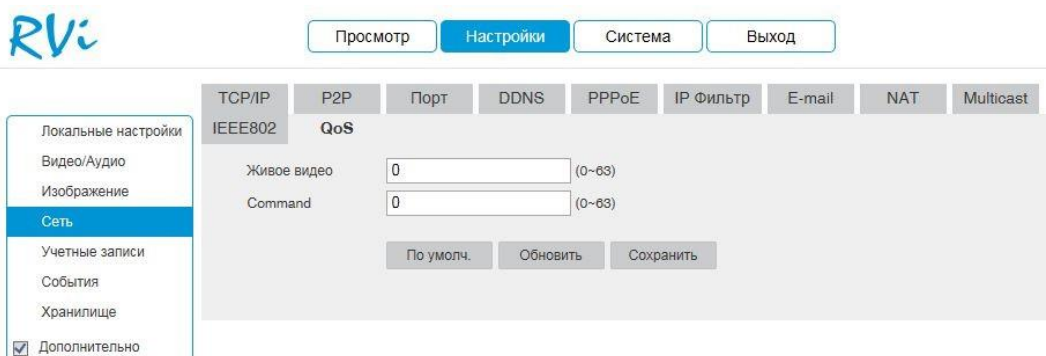 RVi
Просмотр Настройки Система Выход
TCP/IP P2P Порт DDNS PPPoE IP Фильтр E-mail NAT Multicast
IEEE802 QoS
Локальные настройки
Видео/Аудио
Изображение
Сеть
Учетные записи
События
Хранилище
Дополнительно
Живое видео 0 (0~63)
Command 0 (0~63)
По умолч. Обновить Сохранить